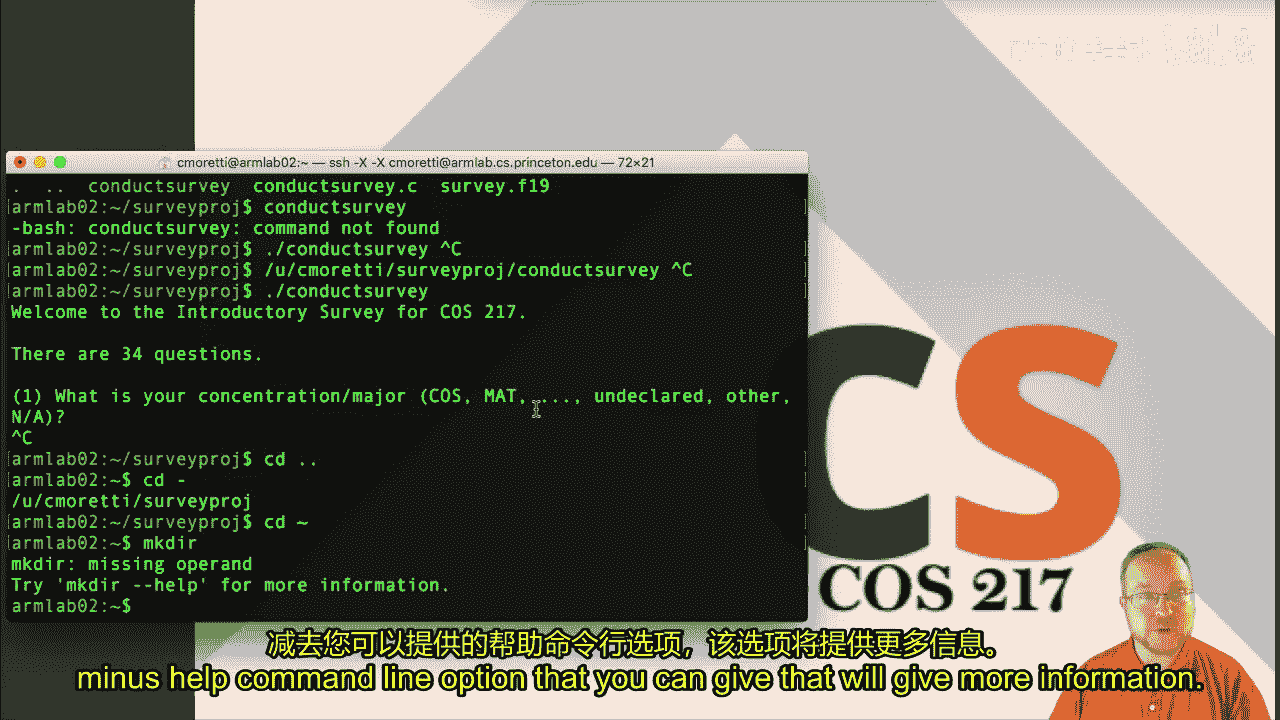 cmoretti@armlab02:~ — ssh -X -X cmoretti@armlab.cs.princeton.edu — 72×21
.  ..  conductsurvey  conductsurvey.c  survey.f19
armlab02:~/surveyproj$ conductsurvey
-bash: conductsurvey: command not found
armlab02:~/surveyproj$ ./conductsurvey ^C
armlab02:~/surveyproj$ /u/cmoretti/surveyproj/conductsurvey ^C
armlab02:~/surveyproj$ ./conductsurvey
Welcome to the Introductory Survey for COS 217.
There are 34 questions.
(1) What is your concentration/major (COS, MAT, ..., undeclared, other,
N/A)?
^C
armlab02:~/surveyproj$ cd ..
armlab02:~$ cd -
/u/cmoretti/surveyproj
armlab02:~/surveyproj$ cd ~
armlab02:~$ mkdir
mkdir: missing operand
Try 'mkdir --help' for more information.
armlab02:~$
CS
COS 217
减去您可以提供的帮助命令行选项，该选项将提供更多信息。
minus help command line option that you can give that will give more information.